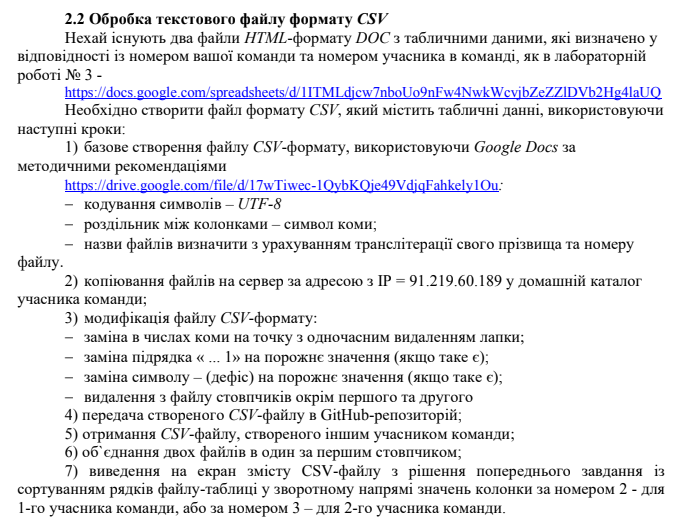 2.2 Обробка текстового файлу формату CSV
Нехай існують два файли HTML-формату DOC з табличними даними, які визначено у
відповідності із номером вашої команди та номером учасника в команді, як в лабораторній
роботі № 3 -
https://docs.google.com/spreadsheets/d/1ITMLdjcw7nboUo9nFw4NwkWcvjbZeZZlDVb2Hg4laUQ
Необхідно створити файл формату CSV, який містить табличні данні, використовуючи
наступні кроки:
1) базове створення файлу CSV-формату, використовуючи Google Docs за
методичними рекомендаціями
https://drive.google.com/file/d/17wTiwec-1QybKQje49VdjqFahkely1Ou:
− кодування символів – UTF-8
− роздільник між колонками – символ коми;
− назви файлів визначити з урахуванням транслітерації свого прізвища та номеру
файлу.
2) копіювання файлів на сервер за адресою з IP = 91.219.60.189 у домашній каталог
учасника команди;
3) модифікація файлу CSV-формату:
− заміна в числах коми на точку з одночасним видаленням лапки;
− заміна підрядка « ... 1» на порожнє значення (якщо таке є);
− заміна символу – (дефіс) на порожнє значення (якщо таке є);
− видалення з файлу стовпчиків окрім першого та другого
4) передача створеного CSV-файлу в GitHub-репозиторій;
5) отримання CSV-файлу, створеного іншим учасником команди;
6) об`єднання двох файлів в один за першим стовпчиком;
7) виведення на екран змісту CSV-файлу з рішення попереднього завдання із
сортуванням рядків файлу-таблиці у зворотному напрямі значень колонки за номером 2 - для
1-го учасника команди, або за номером 3 – для 2-го учасника команди.